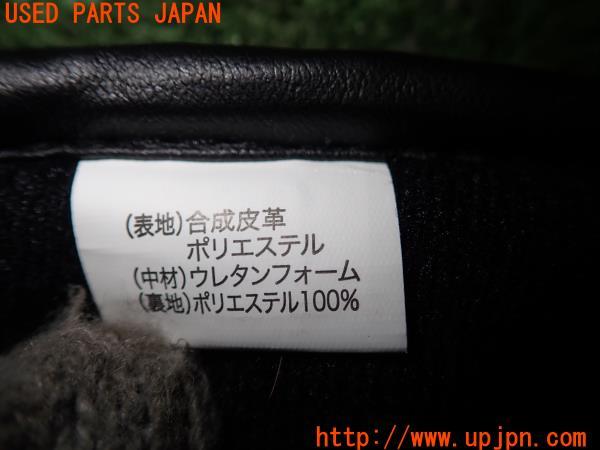 USED PARTS JAPAN
(表地)合成皮革
ポリエステル
(中材)ウレタンフォーム
(裏地)ポリエステル100%
http://www.upjpn.com/